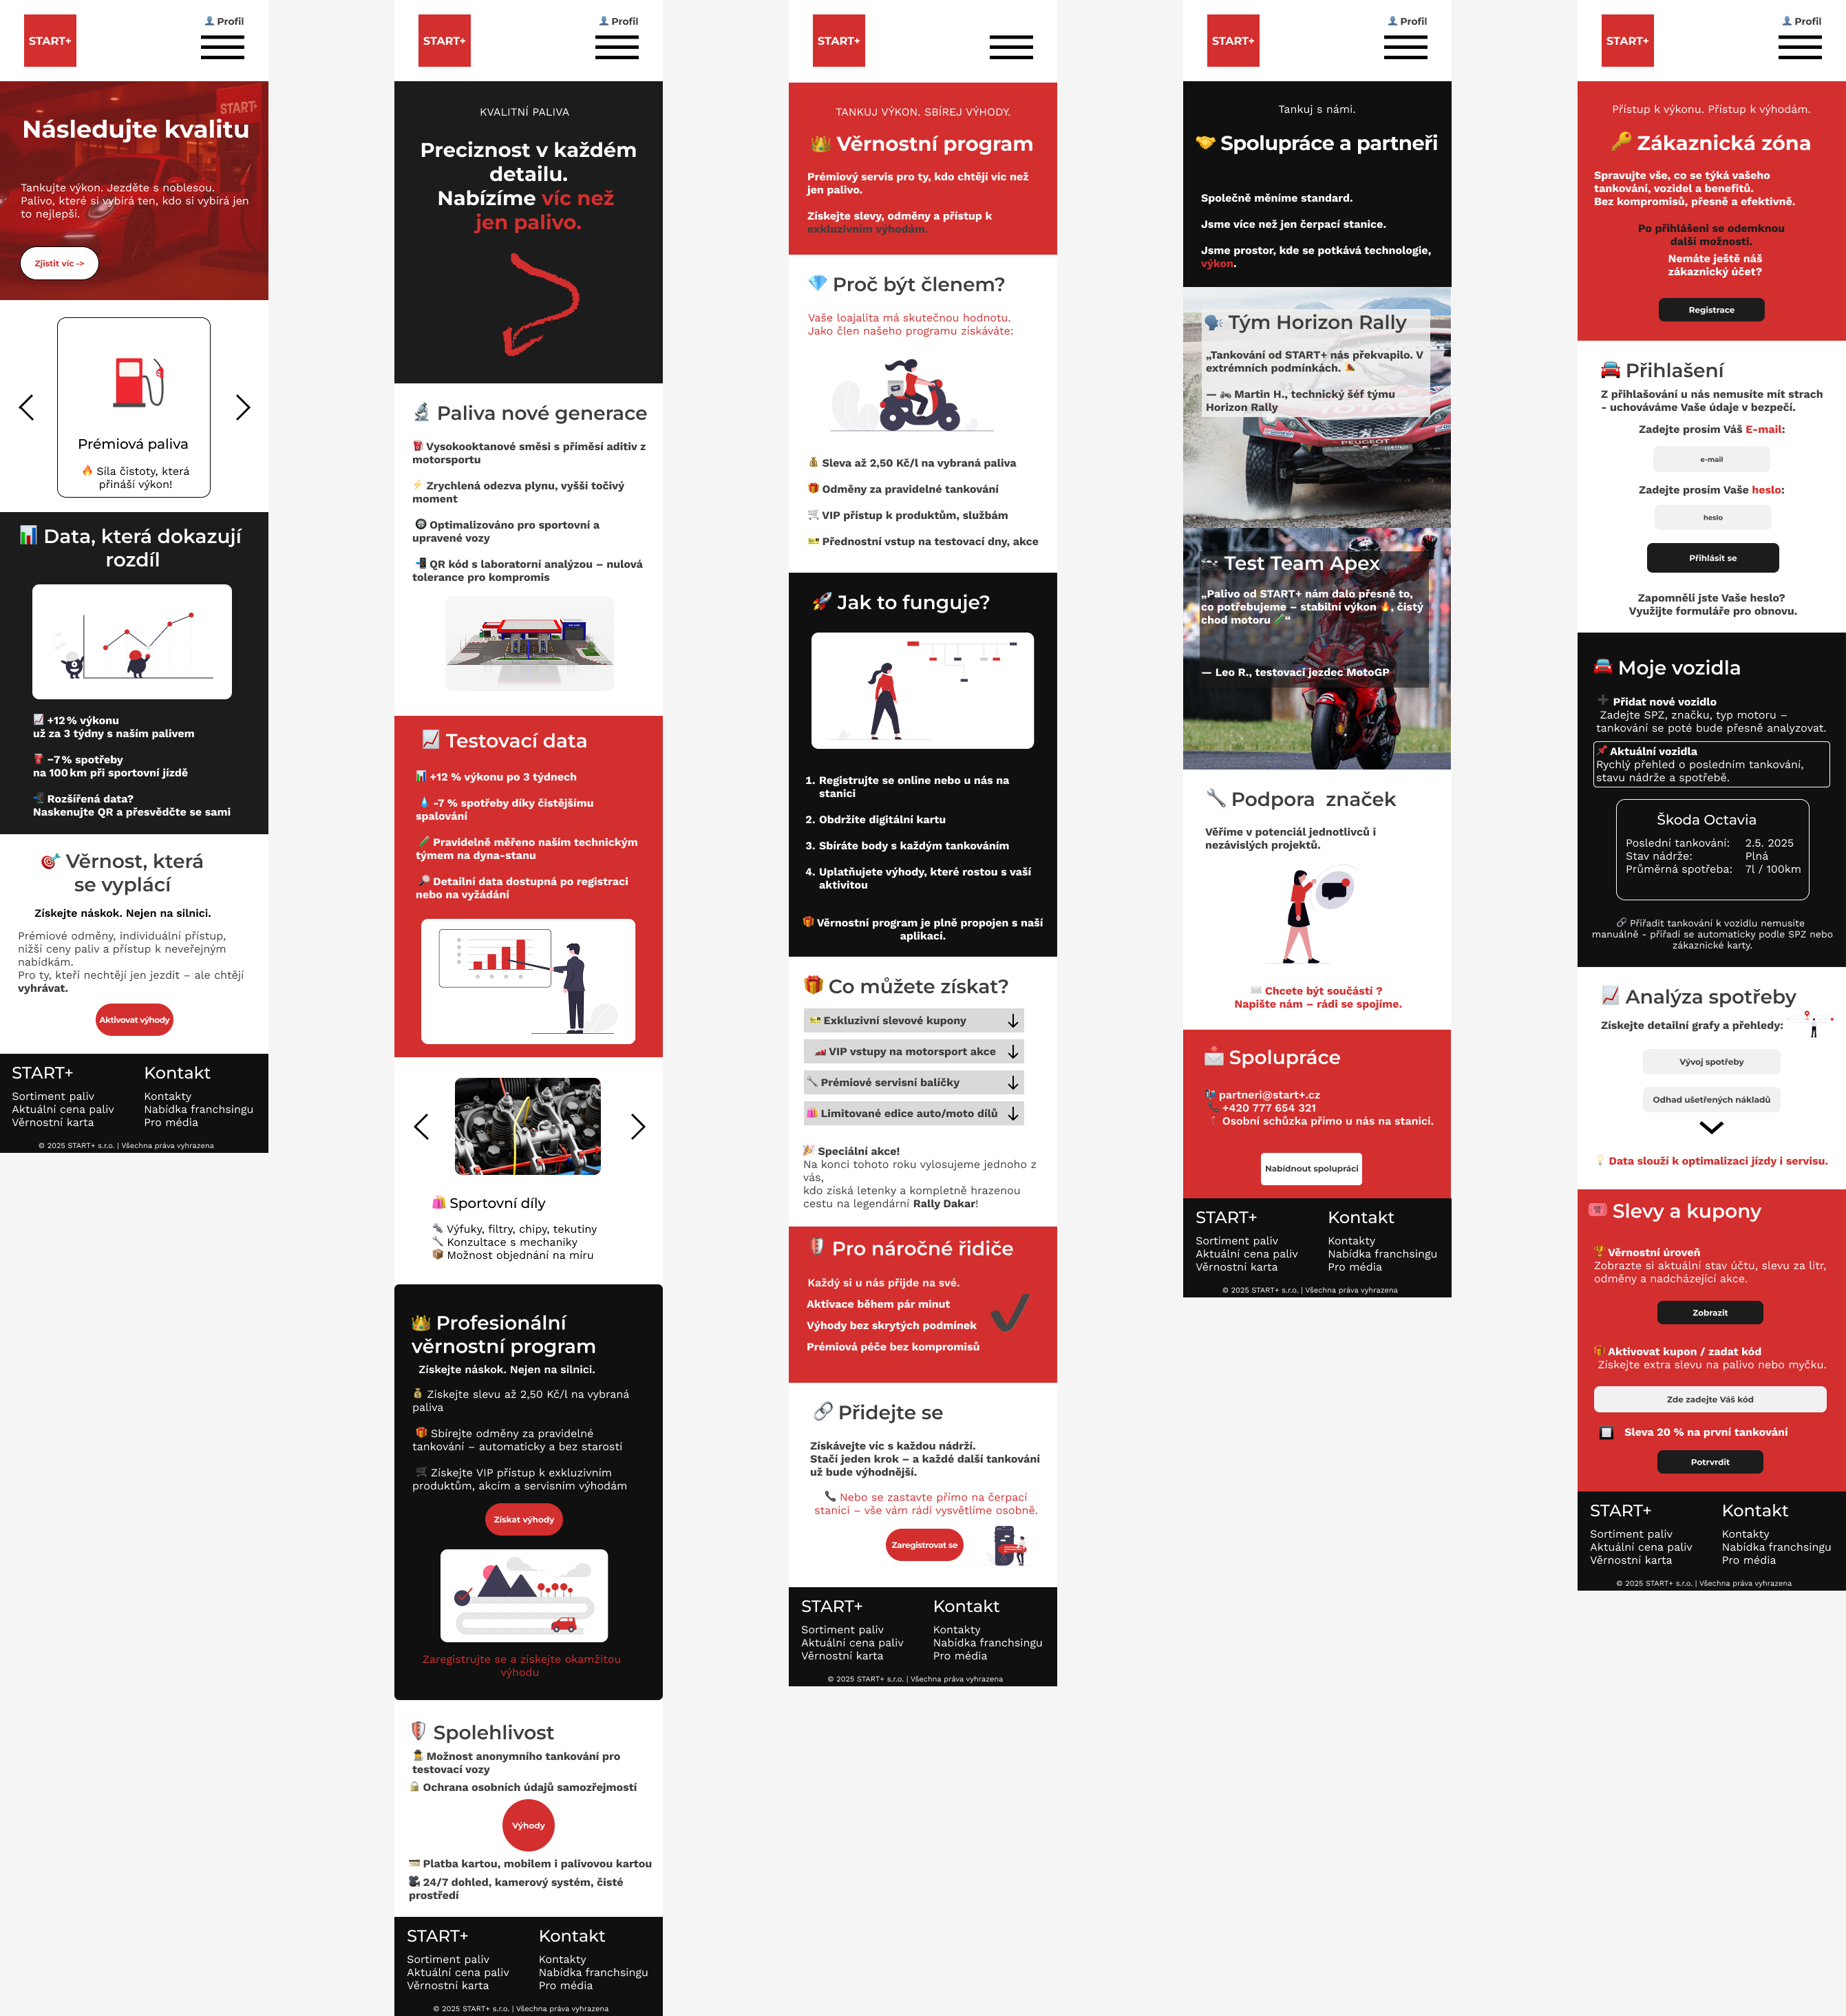 START+
👤 Profil
START+
Následujte kvalitu
Tankujte výkon. Jezděte s noblesou.
Palivo, které si vybírá ten, kdo si vybírá jen
to nejlepší.
Zjistit víc ->
Prémiová paliva
🔥 Síla čistoty, která
přináší výkon!
📊 Data, která dokazují
rozdíl
📈 +12 % výkonu
už za 3 týdny s naším palivem
⛽ −7 % spotřeby
na 100 km při sportovní jízdě
📲 Rozšířená data?
Naskenujte QR a přesvědčte se sami
🎯 Věrnost, která
se vyplácí
Získejte náskok. Nejen na silnici.
Prémiové odměny, individuální přístup,
nižší ceny paliv a přístup k neveřejným
nabídkám.
Pro ty, kteří nechtějí jen jezdit – ale chtějí
vyhrávat.
Aktivovat výhody
START+ Kontakt
Sortiment paliv Kontakty
Aktuální cena paliv Nabídka franchsingu
Věrnostní karta Pro média
© 2025 START+ s.r.o. | Všechna práva vyhrazena
START+
👤 Profil
KVALITNÍ PALIVA
Preciznost v každém
detailu.
Nabízíme víc než
jen palivo.
🔬 Paliva nové generace
⛽ Vysokooktanové směsi s příměsí aditiv z
motorsportu
⚡ Zrychlená odezva plynu, vyšší točivý
moment
🛞 Optimalizováno pro sportovní a
upravené vozy
📲 QR kód s laboratorní analýzou – nulová
tolerance pro kompromis
📈 Testovací data
📊 +12 % výkonu po 3 týdnech
💧 -7 % spotřeby díky čistějšímu
spalování
🧪 Pravidelně měřeno naším technickým
týmem na dyna-stanu
🔎 Detailní data dostupná po registraci
nebo na vyžádání
🛍️ Sportovní díly
🔩 Výfuky, filtry, chipy, tekutiny
🔧 Konzultace s mechaniky
📦 Možnost objednání na míru
👑 Profesionální
věrnostní program
Získejte náskok. Nejen na silnici.
💰 Získejte slevu až 2,50 Kč/l na vybraná
paliva
🎁 Sbírejte odměny za pravidelné
tankování – automaticky a bez starostí
🛒 Získejte VIP přístup k exkluzivním
produktům, akcím a servisním výhodám
Získat výhody
Zaregistrujte se a získejte okamžitou
výhodu
🛡️ Spolehlivost
🕵️ Možnost anonymního tankování pro
testovací vozy
🔒 Ochrana osobních údajů samozřejmostí
Výhody
💳 Platba kartou, mobilem i palivovou kartou
🎥 24/7 dohled, kamerový systém, čisté
prostředí
START+ Kontakt
Sortiment paliv Kontakty
Aktuální cena paliv Nabídka franchsingu
Věrnostní karta Pro média
© 2025 START+ s.r.o. | Všechna práva vyhrazena
START+
TANKUJ VÝKON. SBÍREJ VÝHODY.
👑 Věrnostní program
Prémiový servis pro ty, kdo chtějí víc než
jen palivo.
Získejte slevy, odměny a přístup k
exkluzivním výhodám.
💎 Proč být členem?
Vaše loajalita má skutečnou hodnotu.
Jako člen našeho programu získáváte:
💰 Sleva až 2,50 Kč/l na vybraná paliva
🎁 Odměny za pravidelné tankování
🛒 VIP přístup k produktům, službám
🎫 Přednostní vstup na testovací dny, akce
🚀 Jak to funguje?
1. Registrujte se online nebo u nás na
stanici
2. Obdržíte digitální kartu
3. Sbíráte body s každým tankováním
4. Uplatňujete výhody, které rostou s vaší
aktivitou
🎁 Věrnostní program je plně propojen s naší
aplikací.
🎁 Co můžete získat?
🎫 Exkluzivní slevové kupony
🏎️ VIP vstupy na motorsport akce
🔧 Prémiové servisní balíčky
🛍️ Limitované edice auto/moto dílů
🎉 Speciální akce!
Na konci tohoto roku vylosujeme jednoho z
vás,
kdo získá letenky a kompletně hrazenou
cestu na legendární Rally Dakar!
🛡️ Pro náročné řidiče
Každý si u nás přijde na své.
Aktivace během pár minut
Výhody bez skrytých podmínek
Prémiová péče bez kompromisů
🔗 Přidejte se
Získávejte víc s každou nádrží.
Stačí jeden krok – a každé další tankování
už bude výhodnější.
📞 Nebo se zastavte přímo na čerpací
stanici – vše vám rádi vysvětlíme osobně.
Zaregistrovat se
START+ Kontakt
Sortiment paliv Kontakty
Aktuální cena paliv Nabídka franchsingu
Věrnostní karta Pro média
© 2025 START+ s.r.o. | Všechna práva vyhrazena
START+
👤 Profil
Tankuj s námi.
🤝 Spolupráce a partneři
Společně měníme standard.
Jsme více než jen čerpací stanice.
Jsme prostor, kde se potkává technologie,
výkon.
🗣️ Tým Horizon Rally
„Tankování od START+ nás překvapilo. V
extrémních podmínkách. 🏜️
— 🏍️ Martin H., technický šéf týmu
Horizon Rally
TOTAL
PEUGEOT
Test Team Apex
„Palivo od START+ nám dalo přesně to,
co potřebujeme – stabilní výkon 🔥, čistý
chod motoru 🧪“
— Leo R., testovací jezdec MotoGP
🔧 Podpora značek
Věříme v potenciál jednotlivců i
nezávislých projektů.
✉️ Chcete být součástí ?
Napište nám – rádi se spojíme.
📩 Spolupráce
📬 partneri@start+.cz
📞 +420 777 654 321
📍 Osobní schůzka přímo u nás na stanici.
Nabídnout spolupráci
START+ Kontakt
Sortiment paliv Kontakty
Aktuální cena paliv Nabídka franchsingu
Věrnostní karta Pro média
© 2025 START+ s.r.o. | Všechna práva vyhrazena
START+
👤 Profil
Přístup k výkonu. Přístup k výhodám.
🔑 Zákaznická zóna
Spravujte vše, co se týká vašeho
tankování, vozidel a benefitů.
Bez kompromisů, přesně a efektivně.
Po přihlášeni se odemknou
další možnosti.
Nemáte ještě náš
zákaznický účet?
Registrace
🚘 Přihlašení
Z přihlašování u nás nemusíte mít strach
- uchováváme Vaše údaje v bezpečí.
Zadejte prosím Váš E-mail:
e-mail
Zadejte prosím Vaše heslo:
heslo
Přihlásit se
Zapomněli jste Vaše heslo?
Využijte formuláře pro obnovu.
🚘 Moje vozidla
➕ Přidat nové vozidlo
Zadejte SPZ, značku, typ motoru –
tankování se poté bude přesně analyzovat.
📌 Aktuální vozidla
Rychlý přehled o posledním tankování,
stavu nádrže a spotřebě.
Škoda Octavia
Poslední tankování: 2.5. 2025
Stav nádrže: Plná
Průměrná spotřeba: 7l / 100km
🔗 Přiřadit tankování k vozidlu nemusíte
manuálně - přiřadí se automaticky podle SPZ nebo
zákaznické karty.
📈 Analýza spotřeby
Získejte detailní grafy a přehledy:
Vývoj spotřeby
Odhad ušetřených nákladů
💡 Data slouží k optimalizaci jízdy i servisu.
🎟️ Slevy a kupony
🏆 Věrnostní úroveň
Zobrazte si aktuální stav účtu, slevu za litr,
odměny a nadcházející akce.
Zobrazit
🎁 Aktivovat kupon / zadat kód
Získejte extra slevu na palivo nebo myčku.
Zde zadejte Váš kód
Sleva 20 % na první tankování
Potrvrdit
START+ Kontakt
Sortiment paliv Kontakty
Aktuální cena paliv Nabídka franchsingu
Věrnostní karta Pro média
© 2025 START+ s.r.o. | Všechna práva vyhrazena